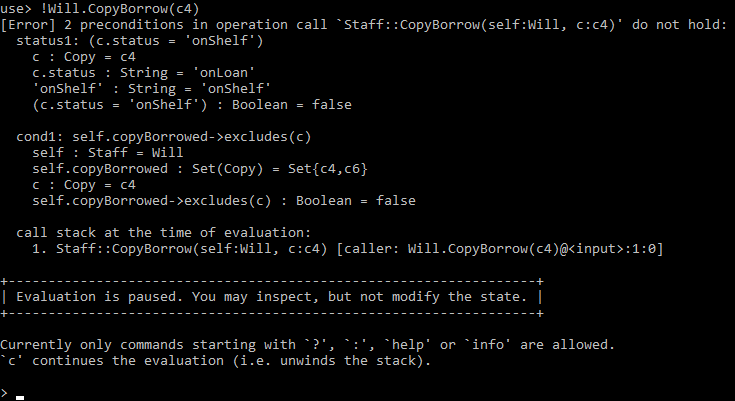 use> !Will.CopyBorrow(c4)
[Error] 2 preconditions in operation call `Staff::CopyBorrow(self:Will, c:c4)' do not hold:
  status1: (c.status = 'onShelf')
    c : Copy = c4
    c.status : String = 'onLoan'
    'onShelf' : String = 'onShelf'
    (c.status = 'onShelf') : Boolean = false

  cond1: self.copyBorrowed->excludes(c)
    self : Staff = Will
    self.copyBorrowed : Set(Copy) = Set{c4,c6}
    c : Copy = c4
    self.copyBorrowed->excludes(c) : Boolean = false

  call stack at the time of evaluation:
    1. Staff::CopyBorrow(self:Will, c:c4) [caller: Will.CopyBorrow(c4)@<input>:1:0]

+------------------------------------------------------------------+
| Evaluation is paused. You may inspect, but not modify the state. |
+------------------------------------------------------------------+

Currently only commands starting with `?', `:', `help' or `info' are allowed.
`c' continues the evaluation (i.e. unwinds the stack).

> _